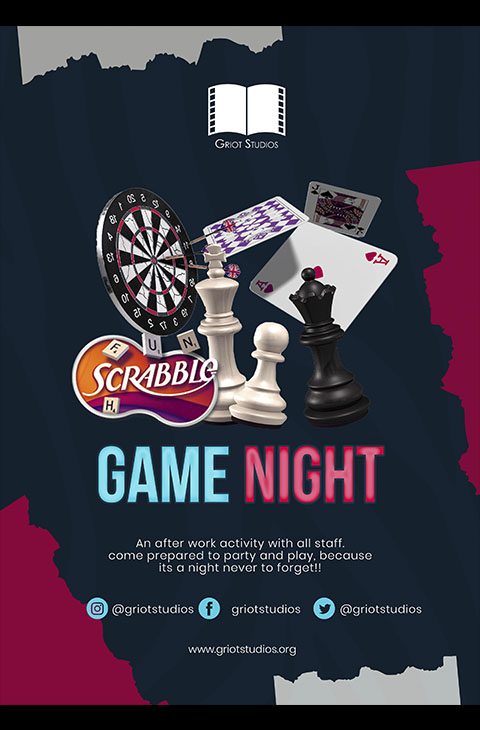 GRIOT STUDIOS
J
A
A
F U N
SCRABBLE
H
GAME NIGHT
An after work activity with all staff.
come prepared to party and play, because
its a night never to forget!!
@griotstudios griotstudios @griotstudios
www.griotstudios.org